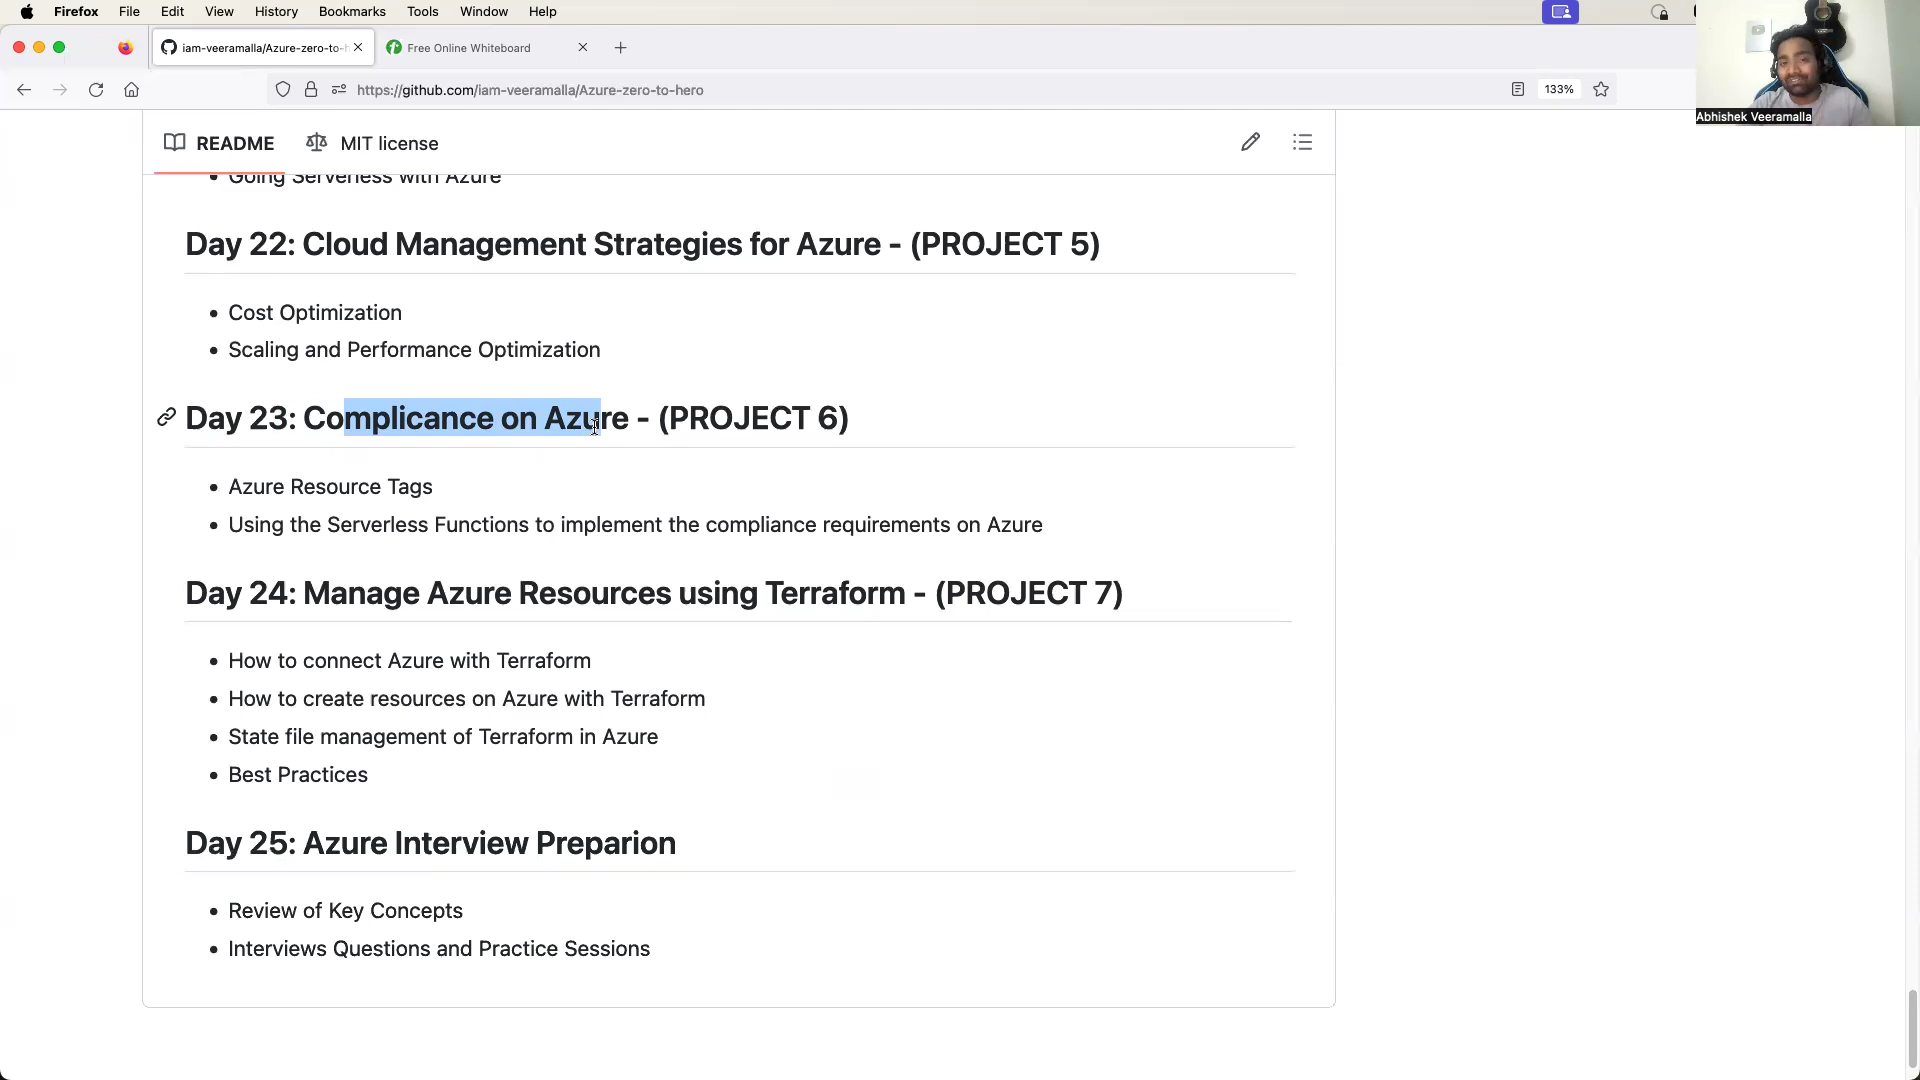 Firefox File Edit View History Bookmarks Tools Window Help
iam-veeramalla/Azure-zero-to-h
Free Online Whiteboard
https://github.com/iam-veeramalla/Azure-zero-to-hero
133%
Abhishek Veeramalla
README
MIT license
Going Serverless with Azure
Day 22: Cloud Management Strategies for Azure - (PROJECT 5)
Cost Optimization
Scaling and Performance Optimization
Day 23: Complicance on Azure - (PROJECT 6)
Azure Resource Tags
Using the Serverless Functions to implement the compliance requirements on Azure
Day 24: Manage Azure Resources using Terraform - (PROJECT 7)
How to connect Azure with Terraform
How to create resources on Azure with Terraform
State file management of Terraform in Azure
Best Practices
Day 25: Azure Interview Preparion
Review of Key Concepts
Interviews Questions and Practice Sessions